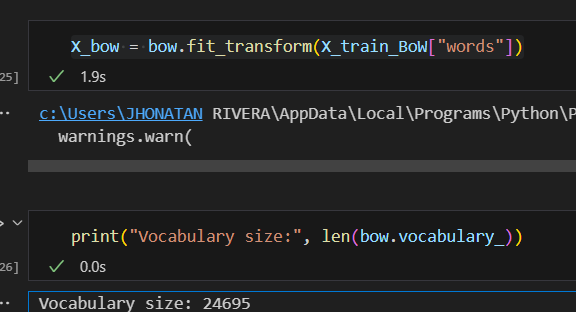 X_bow = bow.fit_transform(X_train_BoW["words"])
25]
1.9s
c:\Users\JHONATAN RIVERA\AppData\Local\Programs\Python\P
warnings.warn(
print("Vocabulary size:", len(bow.vocabulary_))
26]
0.0s
Vocabulary size: 24695